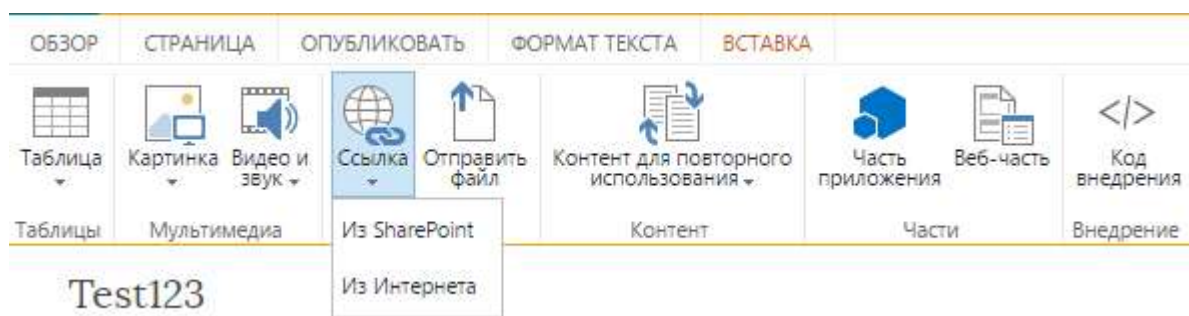 ОБЗОР СТРАНИЦА ОПУБЛИКОВАТЬ ФОРМАТ ТЕКСТА ВСТАВКА
Таблица Картинка Видео и Ссылка Отправить Контент для повторного Часть Веб-часть Код
звук файл использования приложения внедрения
Таблицы Мультимедиа Контент Части Внедрение
Из SharePoint
Из Интернета
Test123